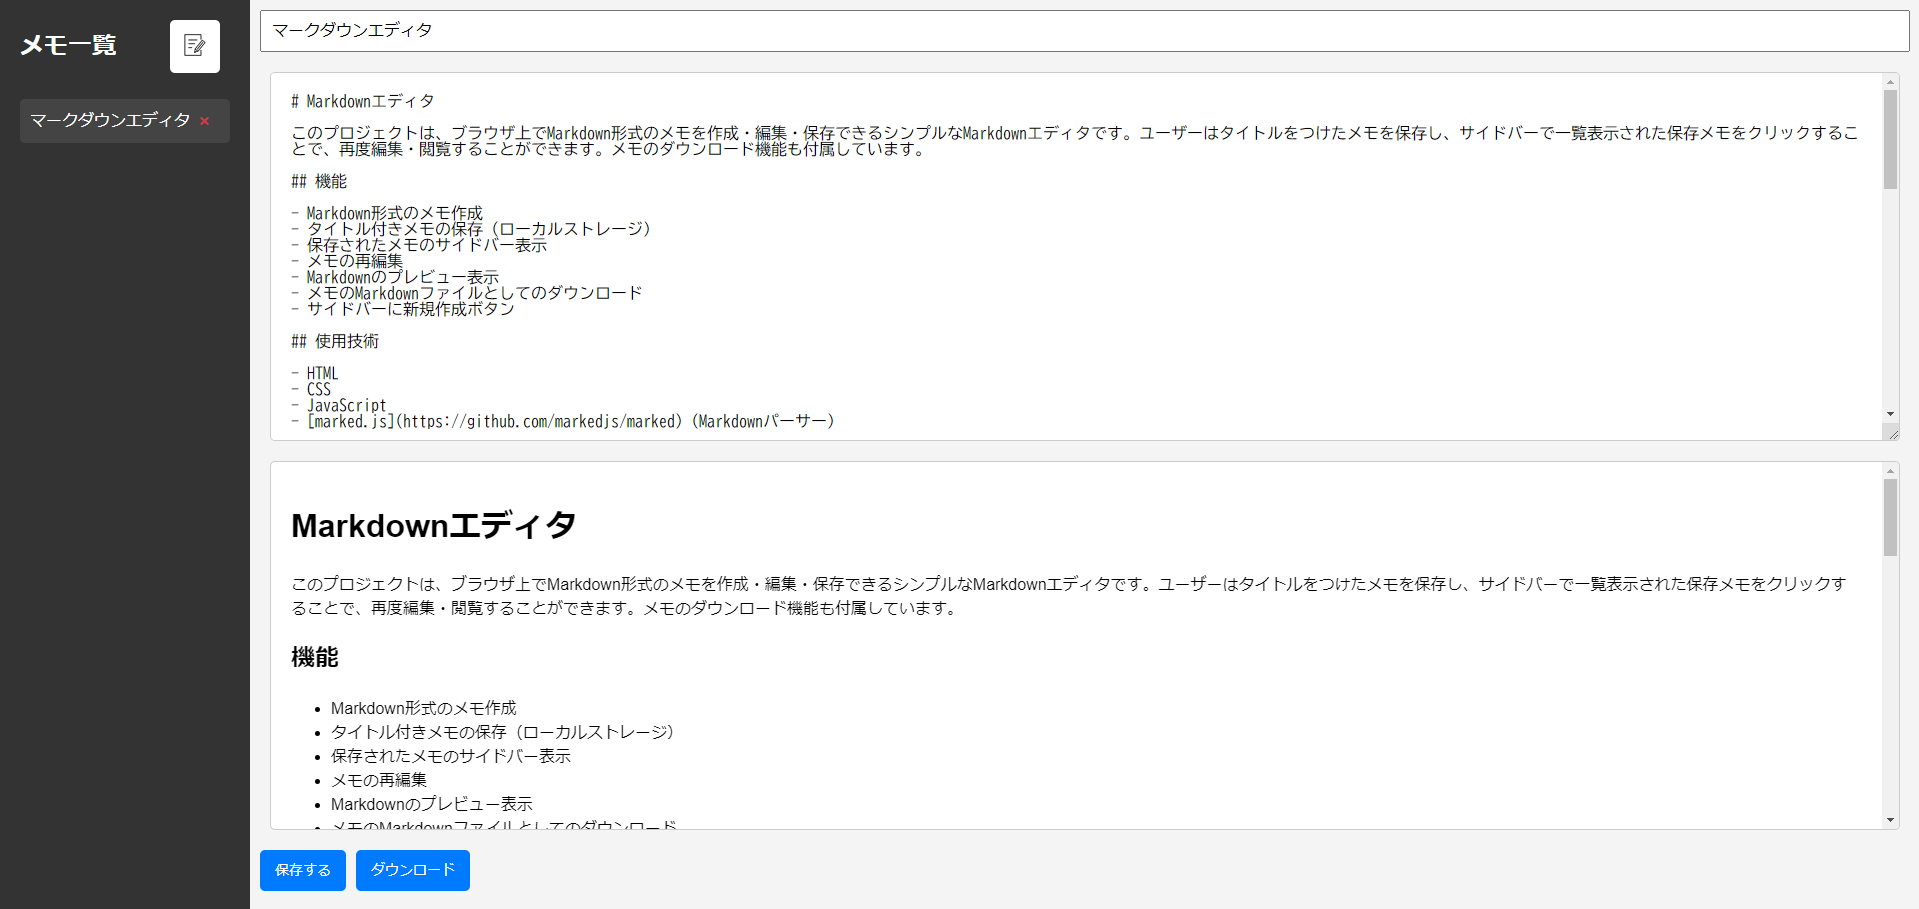 メモ一覧
マークダウンエディタ ×
マークダウンエディタ
# Markdownエディタ
このプロジェクトは、ブラウザ上でMarkdown形式のメモを作成・編集・保存できるシンプルなMarkdownエディタです。ユーザーはタイトルをつけたメモを保存し、サイドバーで一覧表示された保存メモをクリックするこ
とで、再度編集・閲覧することができます。メモのダウンロード機能も付属しています。
## 機能
- Markdown形式のメモ作成
- タイトル付きメモの保存（ローカルストレージ）
- 保存されたメモのサイドバー表示
- メモの再編集
- Markdownのプレビュー表示
- メモのMarkdownファイルとしてのダウンロード
- サイドバーに新規作成ボタン
## 使用技術
- HTML
- CSS
- JavaScript
- [marked.js](https://github.com/markedjs/marked)（Markdownパーサー）
Markdownエディタ
このプロジェクトは、ブラウザ上でMarkdown形式のメモを作成・編集・保存できるシンプルなMarkdownエディタです。ユーザーはタイトルをつけたメモを保存し、サイドバーで一覧表示された保存メモをクリックす
ることで、再度編集・閲覧することができます。メモのダウンロード機能も付属しています。
機能
• Markdown形式のメモ作成
• タイトル付きメモの保存（ローカルストレージ）
• 保存されたメモのサイドバー表示
• メモの再編集
• Markdownのプレビュー表示
• メモのMarkdownファイルとしてのダウンロード
保存する
ダウンロード